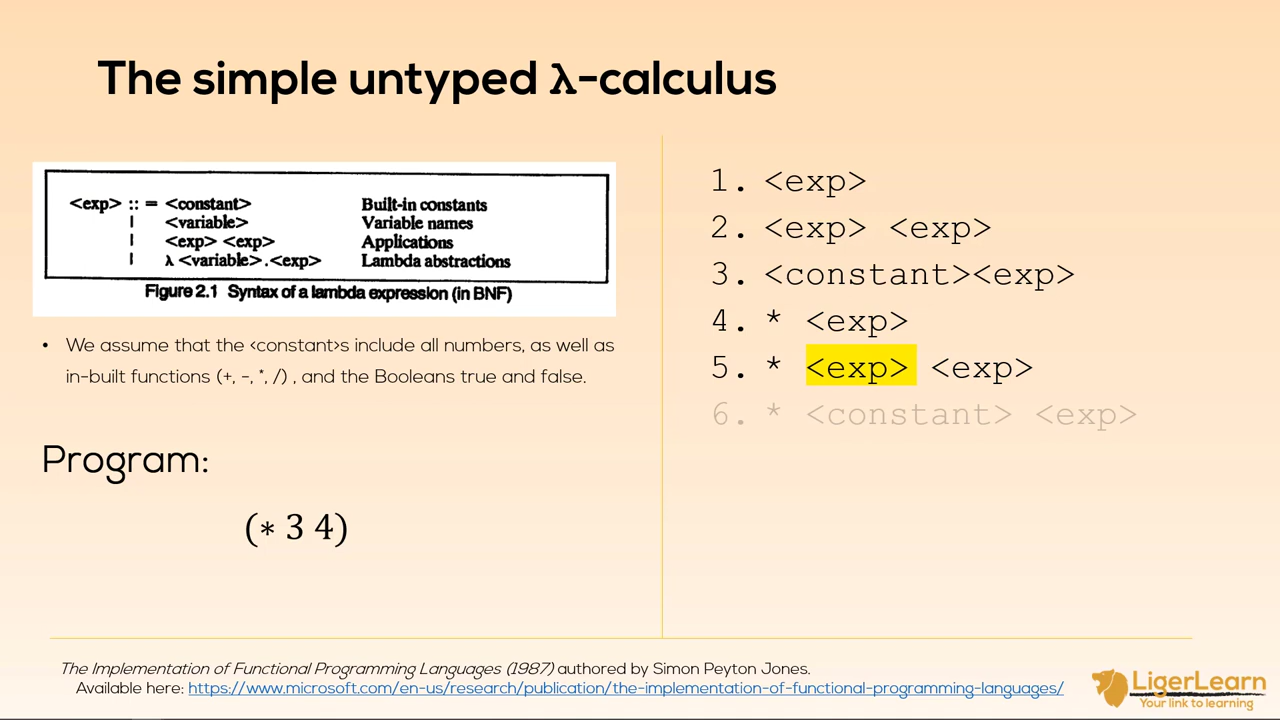 The simple untyped λ-calculus
<exp> :: = <constant> Built-in constants
| <variable> Variable names
| <exp> <exp> Applications
| λ <variable>.<exp> Lambda abstractions
Figure 2.1 Syntax of a lambda expression (in BNF)
• We assume that the <constant>s include all numbers, as well as
in-built functions (+, -, *, /) , and the Booleans true and false.
Program:
(∗ 3 4)
1. <exp>
2. <exp> <exp>
3. <constant><exp>
4. * <exp>
5. * <exp> <exp>
6. * <constant> <exp>
The Implementation of Functional Programming Languages (1987) authored by Simon Peyton Jones.
Available here: https://www.microsoft.com/en-us/research/publication/the-implementation-of-functional-programming-languages/
LigerLearn
Your link to learning